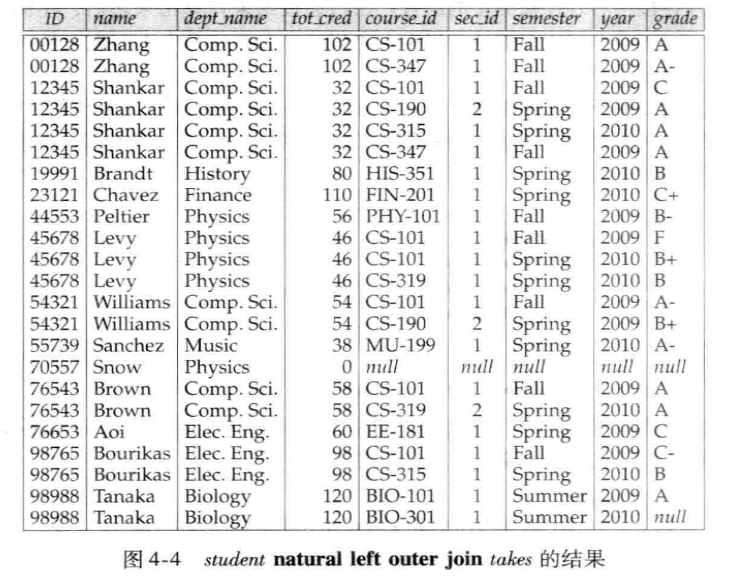 ID name dept_name tot_cred course_id sec_id semester year grade
00128 Zhang Comp. Sci. 102 CS-101 1 Fall 2009 A
00128 Zhang Comp. Sci. 102 CS-347 1 Fall 2009 A-
12345 Shankar Comp. Sci. 32 CS-101 1 Fall 2009 C
12345 Shankar Comp. Sci. 32 CS-190 2 Spring 2009 A
12345 Shankar Comp. Sci. 32 CS-315 1 Spring 2010 A
12345 Shankar Comp. Sci. 32 CS-347 1 Fall 2009 A
19991 Brandt History 80 HIS-351 1 Spring 2010 B
23121 Chavez Finance 110 FIN-201 1 Spring 2010 C+
44553 Peltier Physics 56 PHY-101 1 Fall 2009 B-
45678 Levy Physics 46 CS-101 1 Fall 2009 F
45678 Levy Physics 46 CS-101 1 Spring 2010 B+
45678 Levy Physics 46 CS-319 1 Spring 2010 B
54321 Williams Comp. Sci. 54 CS-101 1 Fall 2009 A-
54321 Williams Comp. Sci. 54 CS-190 2 Spring 2009 B+
55739 Sanchez Music 38 MU-199 1 Spring 2010 A-
70557 Snow Physics 0 null null null null null
76543 Brown Comp. Sci. 58 CS-101 1 Fall 2009 A
76543 Brown Comp. Sci. 58 CS-319 2 Spring 2010 A
76653 Aoi Elec. Eng. 60 EE-181 1 Spring 2009 C
98765 Bourikas Elec. Eng. 98 CS-101 1 Fall 2009 C-
98765 Bourikas Elec. Eng. 98 CS-315 1 Spring 2010 B
98988 Tanaka Biology 120 BIO-101 1 Summer 2009 A
98988 Tanaka Biology 120 BIO-301 1 Summer 2010 null
图 4-4 student natural left outer join takes 的结果